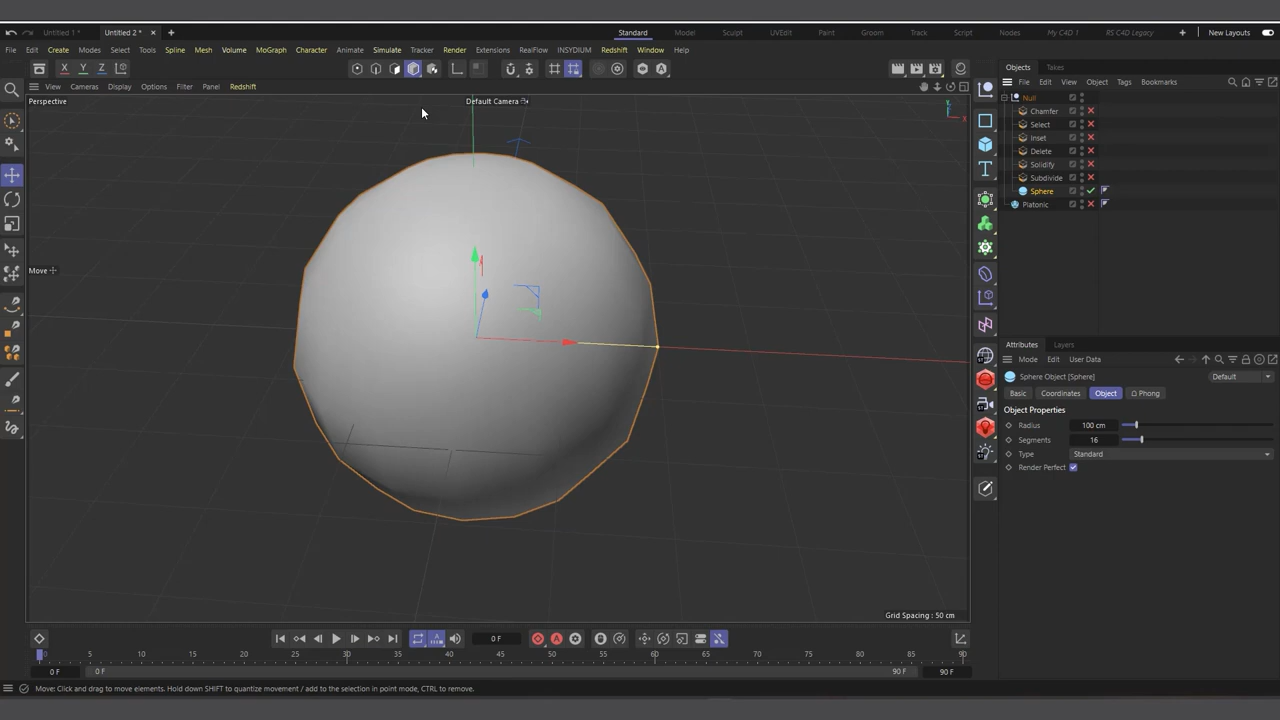 Untitled 1 *
Untitled 2 *
Standard
Model
Sculpt
UVEdit
Paint
Groom
Track
Script
Nodes
My C4D 1
RS C4D Legacy
New Layouts
File Edit Create Modes Select Tools Spline Mesh Volume MoGraph Character Animate Simulate Tracker Render Extensions RealFlow INSYDIUM Redshift Window Help
X Y Z
Objects Takes
View Cameras Display Options Filter Panel Redshift
File Edit View Object Tags Bookmarks
Perspective
Default Camera
Null
Chamfer
Select
Inset
Delete
Solidify
Subdivide
Sphere
Platonic
Y
X
Move
Attributes Layers
Mode Edit User Data
Sphere Object [Sphere]
Default
Basic Coordinates Object Phong
Object Properties
Radius 100 cm
Segments 16
Type Standard
Render Perfect
Grid Spacing : 50 cm
0 F
0 5 10 15 20 25 30 35 40 45 50 55 60 65 70 75 80 85 90
0 F
0 F
90 F
90 F
Move: Click and drag to move elements. Hold down SHIFT to quantize movement / add to the selection in point mode, CTRL to remove.